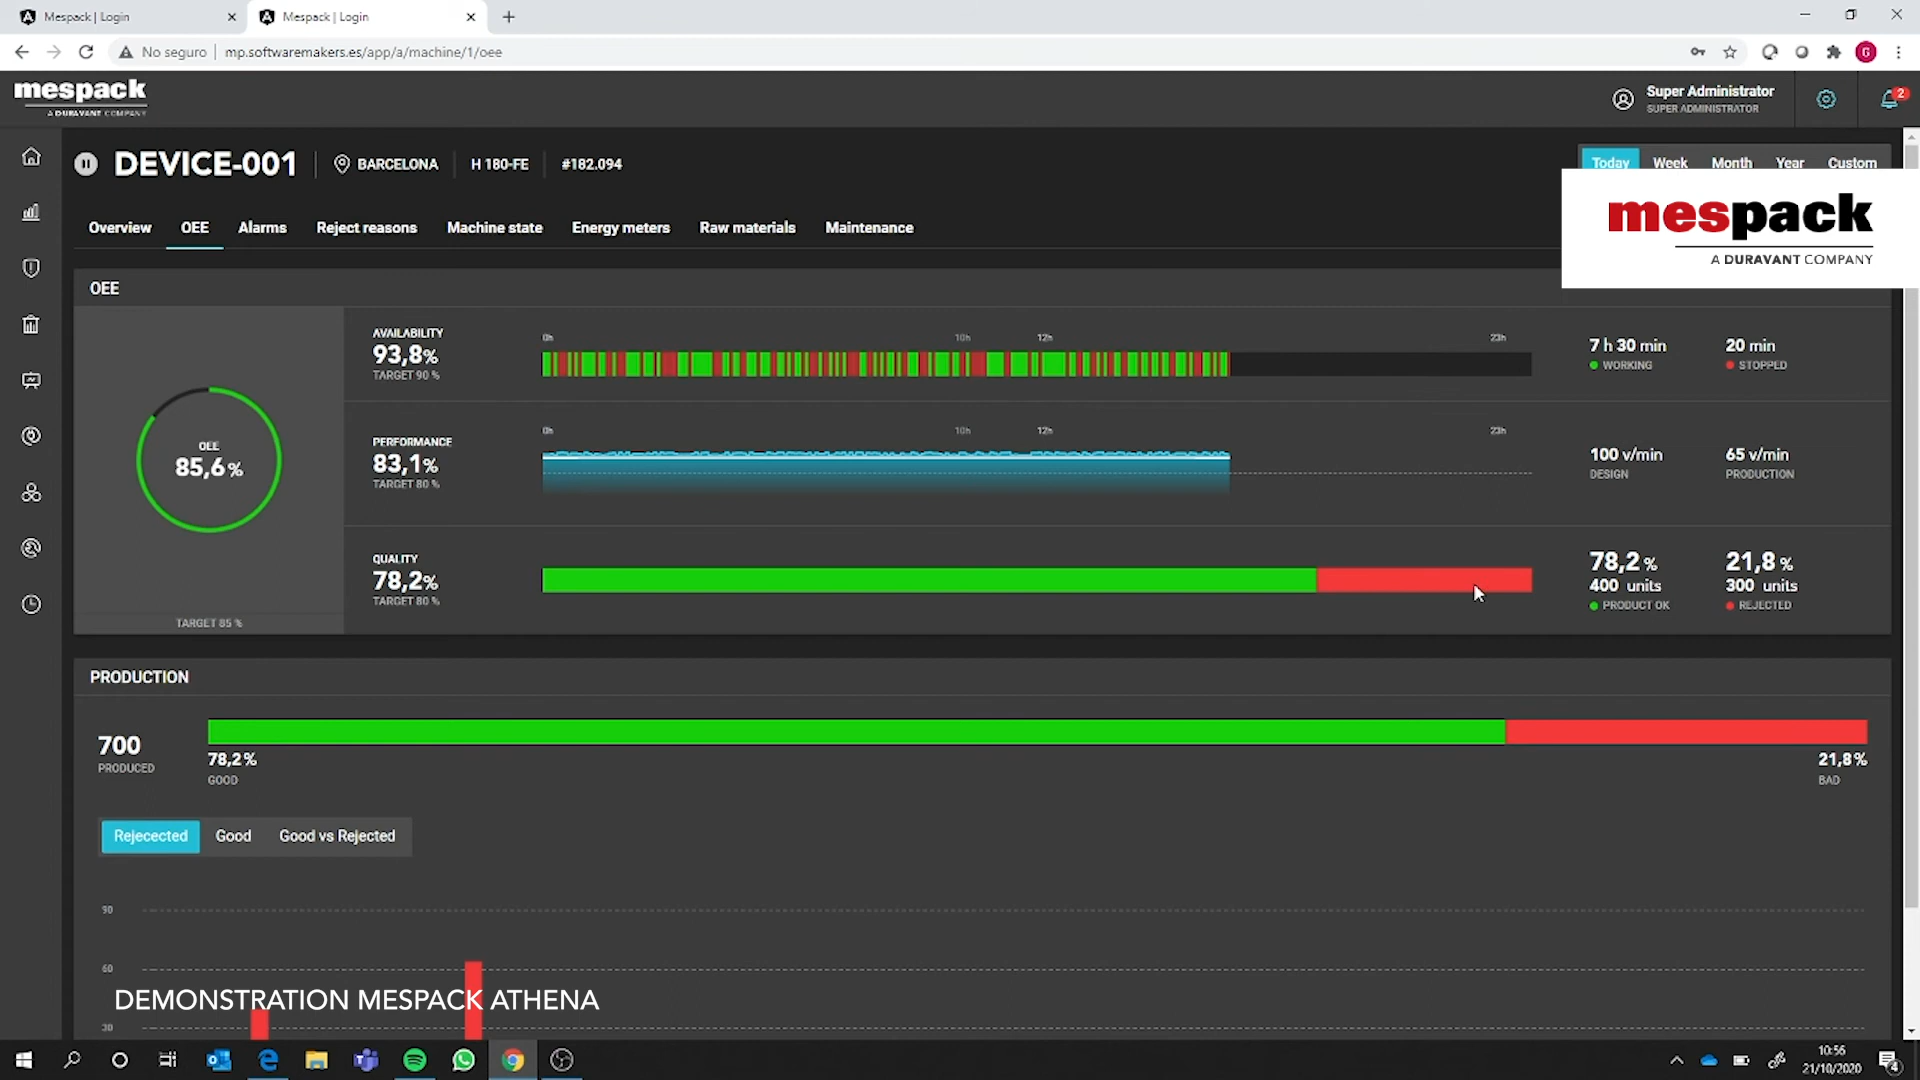 Mespack | Login
Mespack | Login
No seguro
mp.softwaremakers.es/app/a/machine/1/oee
G
mespack
A DURAVANT COMPANY
Super Administrator
SUPER ADMINISTRATOR
2
DEVICE-001
BARCELONA
H 180-FE
#182.094
Today Week Month Year Custom
mespack
A DURAVANT COMPANY
Overview OEE Alarms Reject reasons Machine state Energy meters Raw materials Maintenance
OEE
OEE
85,6 %
TARGET 85 %
AVAILABILITY
93,8%
TARGET 90 %
0h 10h 12h 23h
7 h 30 min
WORKING
20 min
STOPPED
PERFORMANCE
83,1%
TARGET 80 %
0h 10h 12h 23h
100 v/min
DESIGN
65 v/min
PRODUCTION
QUALITY
78,2%
TARGET 80 %
78,2 %
400 units
PRODUCT OK
21,8 %
300 units
REJECTED
PRODUCTION
700
PRODUCED
78,2 %
GOOD
21,8 %
BAD
Rejecected Good Good vs Rejected
90
60
30
DEMONSTRATION MESPACK ATHENA
10:56
21/10/2020
4